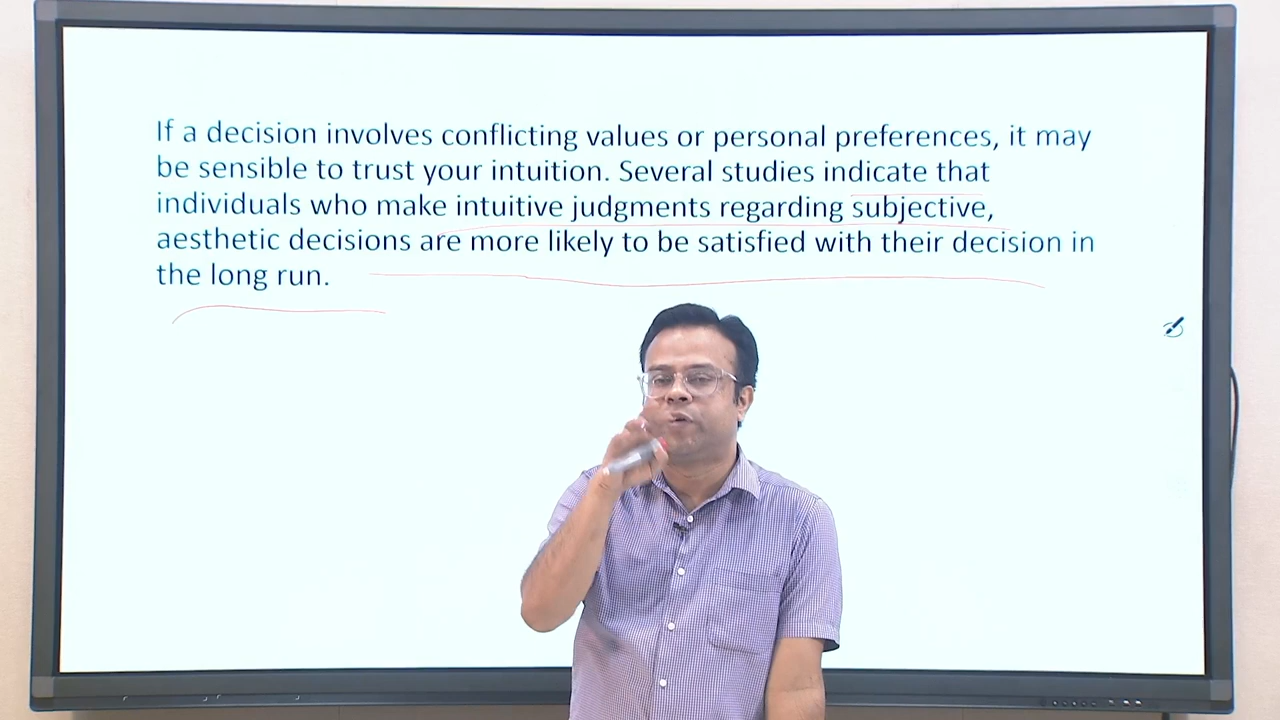 If a decision involves conflicting values or personal preferences, it may
be sensible to trust your intuition. Several studies indicate that
individuals who make intuitive judgments regarding subjective,
aesthetic decisions are more likely to be satisfied with their decision in
the long run.